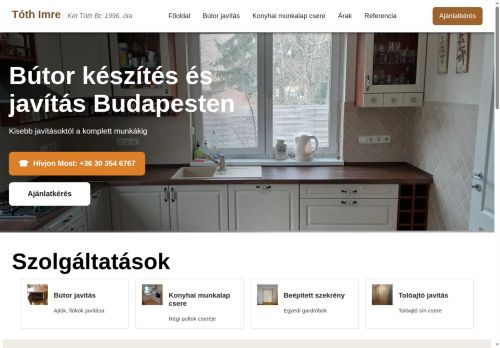 Tóth Imre Két Tóth Bt. 1996. óta Főoldal Bútor javítás Konyhai munkalap csere Árak Referencia Ajánlatkérés
Bútor készítés és
javítás Budapesten
Kisebb javításoktól a komplett munkákig
☎ Hívjon Most: +36 30 354 6767
Ajánlatkérés
Szolgáltatások
Bútor javítás
Ajtók, fiókok javítása
Konyhai munkalap
csere
Régi pultok cseréje
Beépített szekrény
Egyedi gardróbok
Tolóajtó javítás
Tolóajtó sín csere